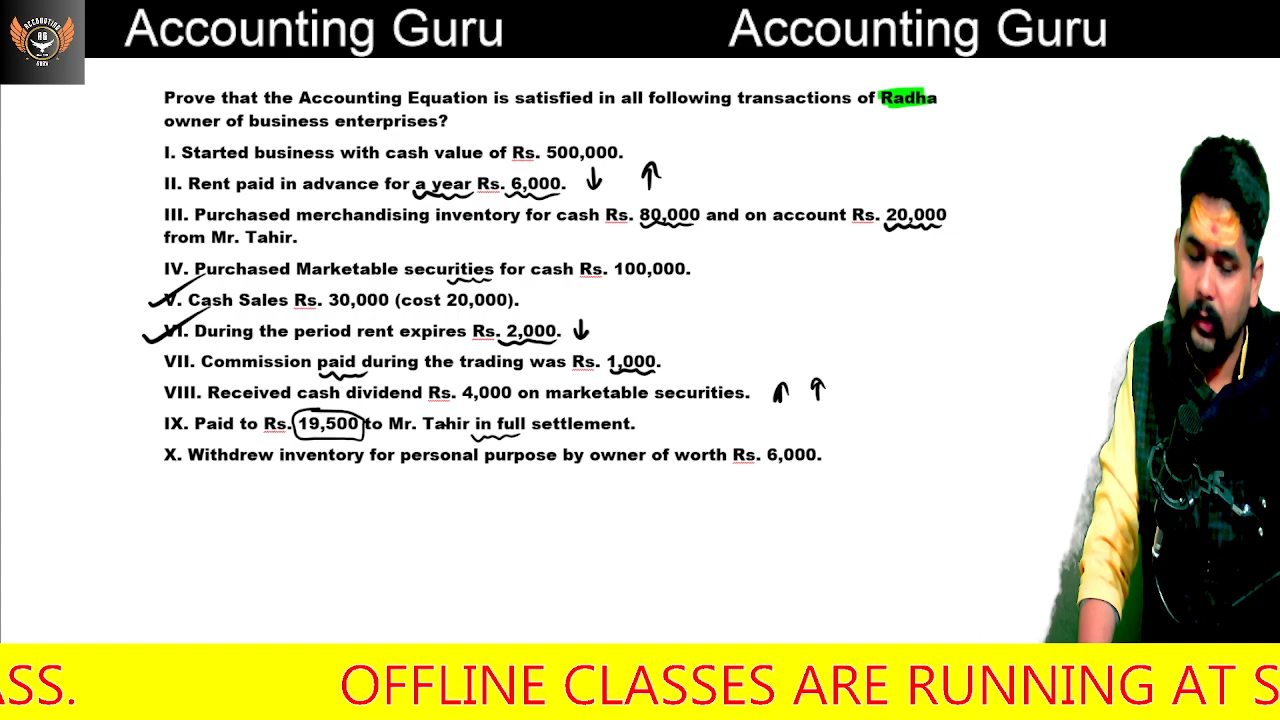 Accounting Guru
Accounting Guru
ACCOUNTING
AG
GURU
Prove that the Accounting Equation is satisfied in all following transactions of Radha
owner of business enterprises?
I. Started business with cash value of Rs. 500,000.
II. Rent paid in advance for a year Rs. 6,000.
III. Purchased merchandising inventory for cash Rs. 80,000 and on account Rs. 20,000
from Mr. Tahir.
IV. Purchased Marketable securities for cash Rs. 100,000.
V. Cash Sales Rs. 30,000 (cost 20,000).
VI. During the period rent expires Rs. 2,000.
VII. Commission paid during the trading was Rs. 1,000.
VIII. Received cash dividend Rs. 4,000 on marketable securities.
IX. Paid to Rs. 19,500 to Mr. Tahir in full settlement.
X. Withdrew inventory for personal purpose by owner of worth Rs. 6,000.
ASS. OFFLINE CLASSES ARE RUNNING AT S